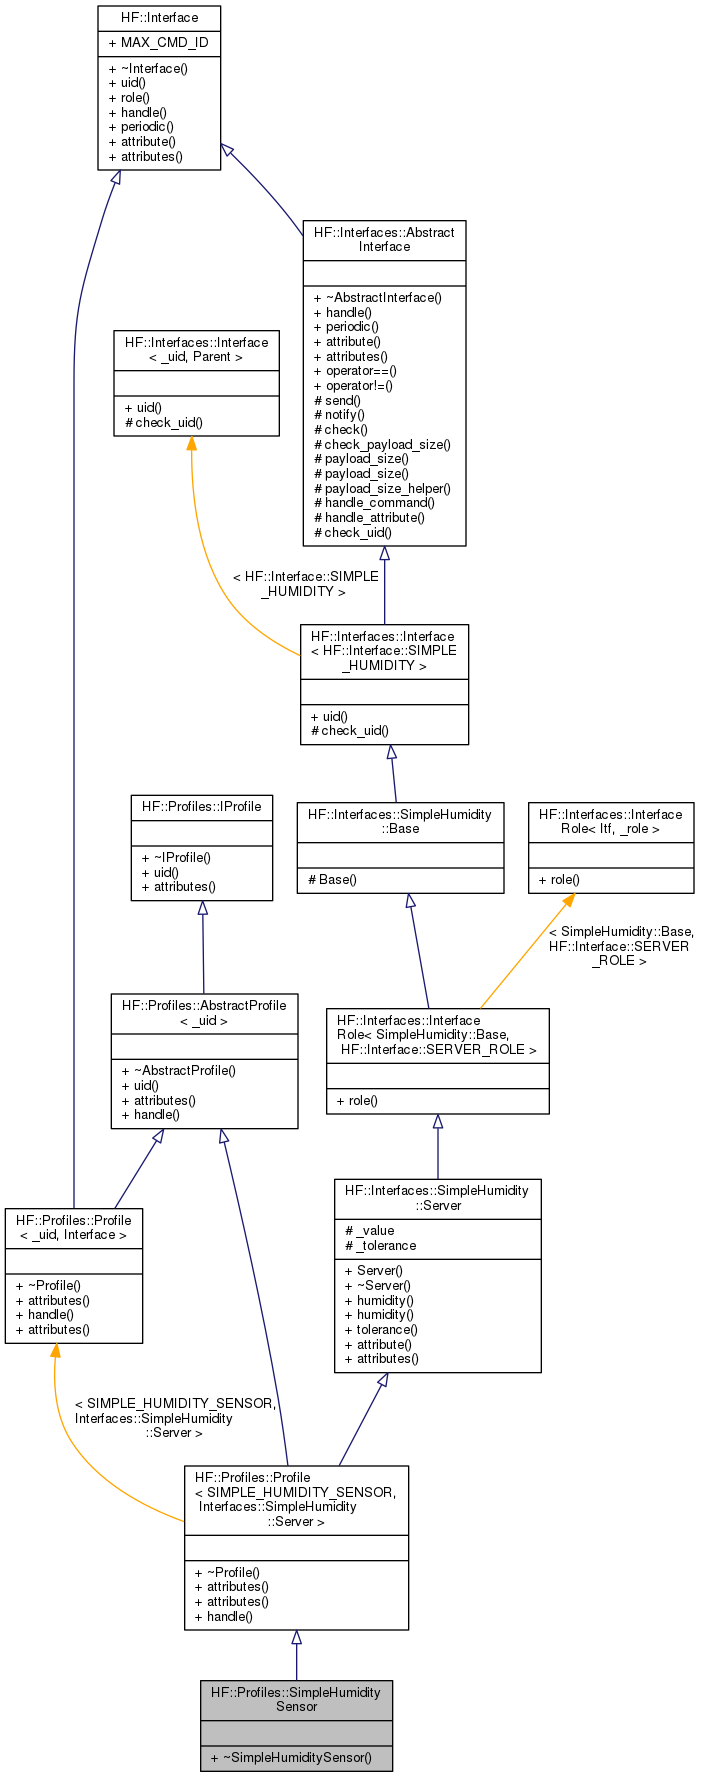 HF::Interface
+ MAX_CMD_ID
+ ~Interface()
+ uid()
+ role()
+ handle()
+ periodic()
+ attribute()
+ attributes()
HF::Interfaces::Abstract
Interface
+ ~AbstractInterface()
+ handle()
+ periodic()
+ attribute()
+ attributes()
+ operator==()
+ operator!=()
# send()
# notify()
# check()
# check_payload_size()
# payload_size()
# payload_size()
# payload_size_helper()
# handle_command()
# handle_attribute()
# check_uid()
HF::Interfaces::Interface
< _uid, Parent >
+ uid()
# check_uid()
< HF::Interface::SIMPLE
_HUMIDITY >
HF::Interfaces::Interface
< HF::Interface::SIMPLE
_HUMIDITY >
+ uid()
# check_uid()
HF::Profiles::IProfile
+ ~IProfile()
+ uid()
+ attributes()
HF::Interfaces::SimpleHumidity
::Base
# Base()
HF::Interfaces::Interface
Role< Itf, _role >
+ role()
< SimpleHumidity::Base,
HF::Interface::SERVER
_ROLE >
HF::Profiles::AbstractProfile
< _uid >
+ ~AbstractProfile()
+ uid()
+ attributes()
+ handle()
HF::Interfaces::Interface
Role< SimpleHumidity::Base,
HF::Interface::SERVER_ROLE >
+ role()
HF::Profiles::Profile
< _uid, Interface >
+ ~Profile()
+ attributes()
+ handle()
+ attributes()
HF::Interfaces::SimpleHumidity
::Server
# _value
# _tolerance
+ Server()
+ ~Server()
+ humidity()
+ humidity()
+ tolerance()
+ attribute()
+ attributes()
< SIMPLE_HUMIDITY_SENSOR,
Interfaces::SimpleHumidity
::Server >
HF::Profiles::Profile
< SIMPLE_HUMIDITY_SENSOR,
Interfaces::SimpleHumidity
::Server >
+ ~Profile()
+ attributes()
+ attributes()
+ handle()
HF::Profiles::SimpleHumidity
Sensor
+ ~SimpleHumiditySensor()